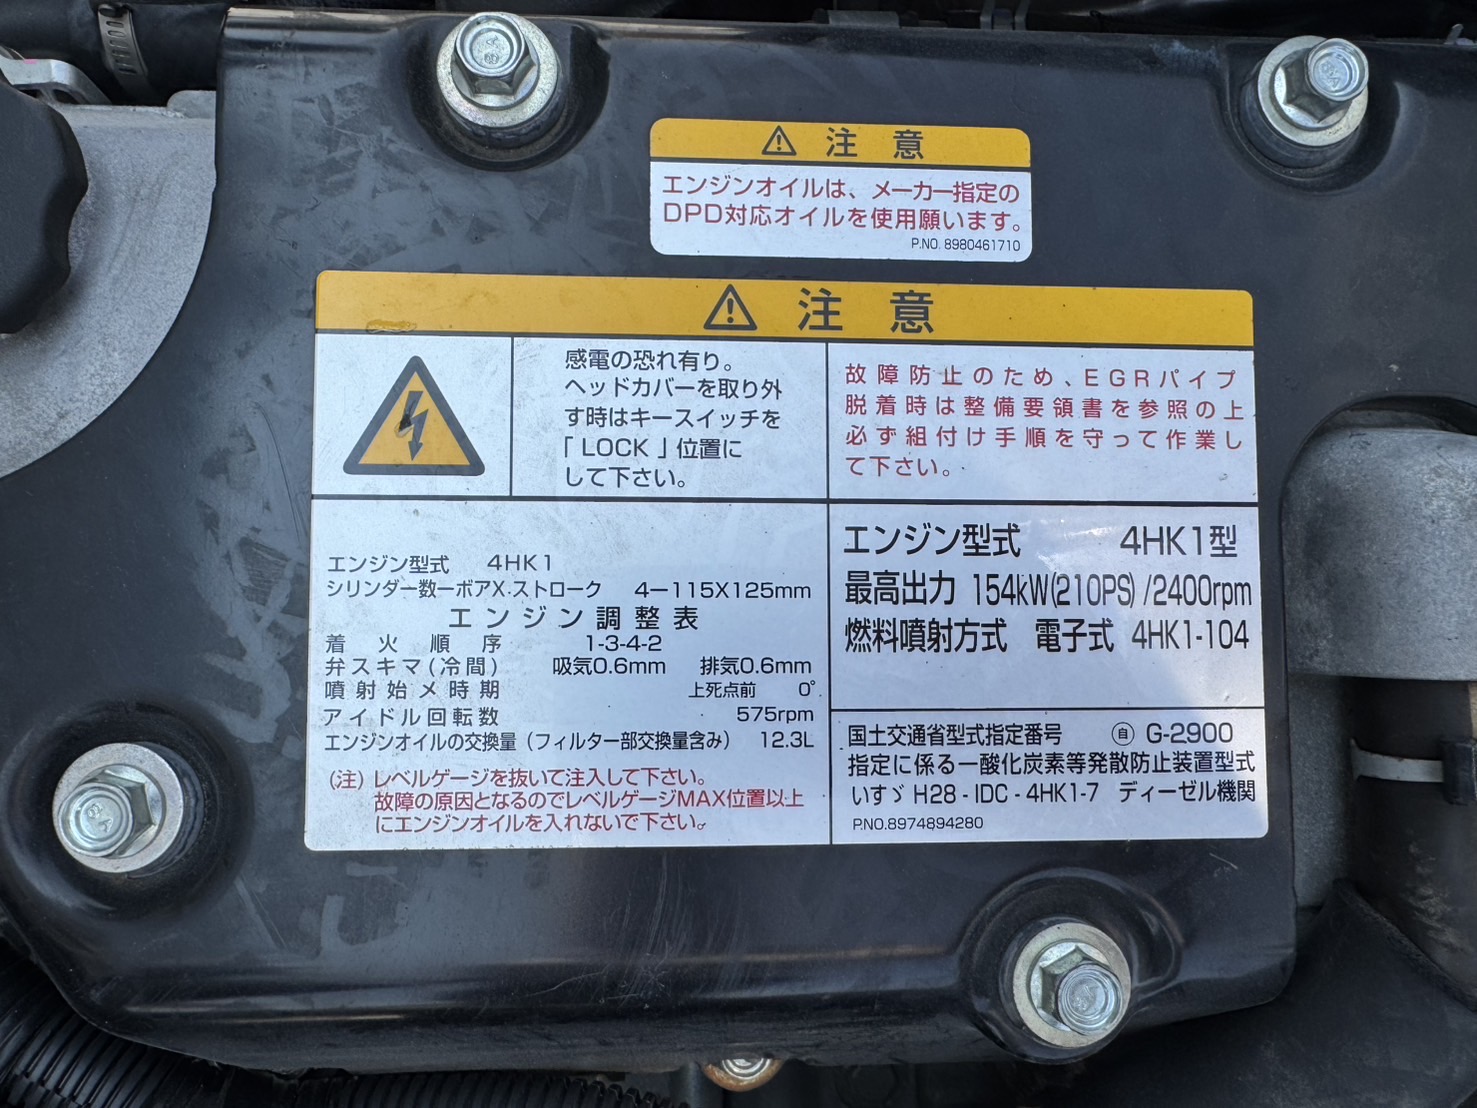 注意
エンジンオイルは、メーカー指定の
DPD対応オイルを使用願います。
P.NO. 8980461710
注意
感電の恐れ有り。
ヘッドカバーを取り外
す時はキースイッチを
「LOCK」位置に
して下さい。
故障防止のため、EGRパイプ
脱着時は整備要領書を参照の上
必ず組付け手順を守って作業し
て下さい。
エンジン型式 4HK1
シリンダー数ーボアX.ストローク 4ー115X125mm
エンジン調整表
着火順序 1-3-4-2
弁スキマ(冷間) 吸気0.6mm 排気0.6mm
噴射始メ時期 上死点前 0°
アイドル回転数 575rpm
エンジンオイルの交換量(フィルター部交換量含み) 12.3L
(注) レベルゲージを抜いて注入して下さい。
故障の原因となるのでレベルゲージMAX位置以上
にエンジンオイルを入れないで下さい。
エンジン型式 4HK1型
最高出力 154kW(210PS)/2400rpm
燃料噴射方式 電子式 4HK1-104
国土交通省型式指定番号 ㉂ G-2900
指定に係る一酸化炭素等発散防止装置型式
いすゞ H28-IDC-4HK1-7 ディーゼル機関
P.NO.8974894280